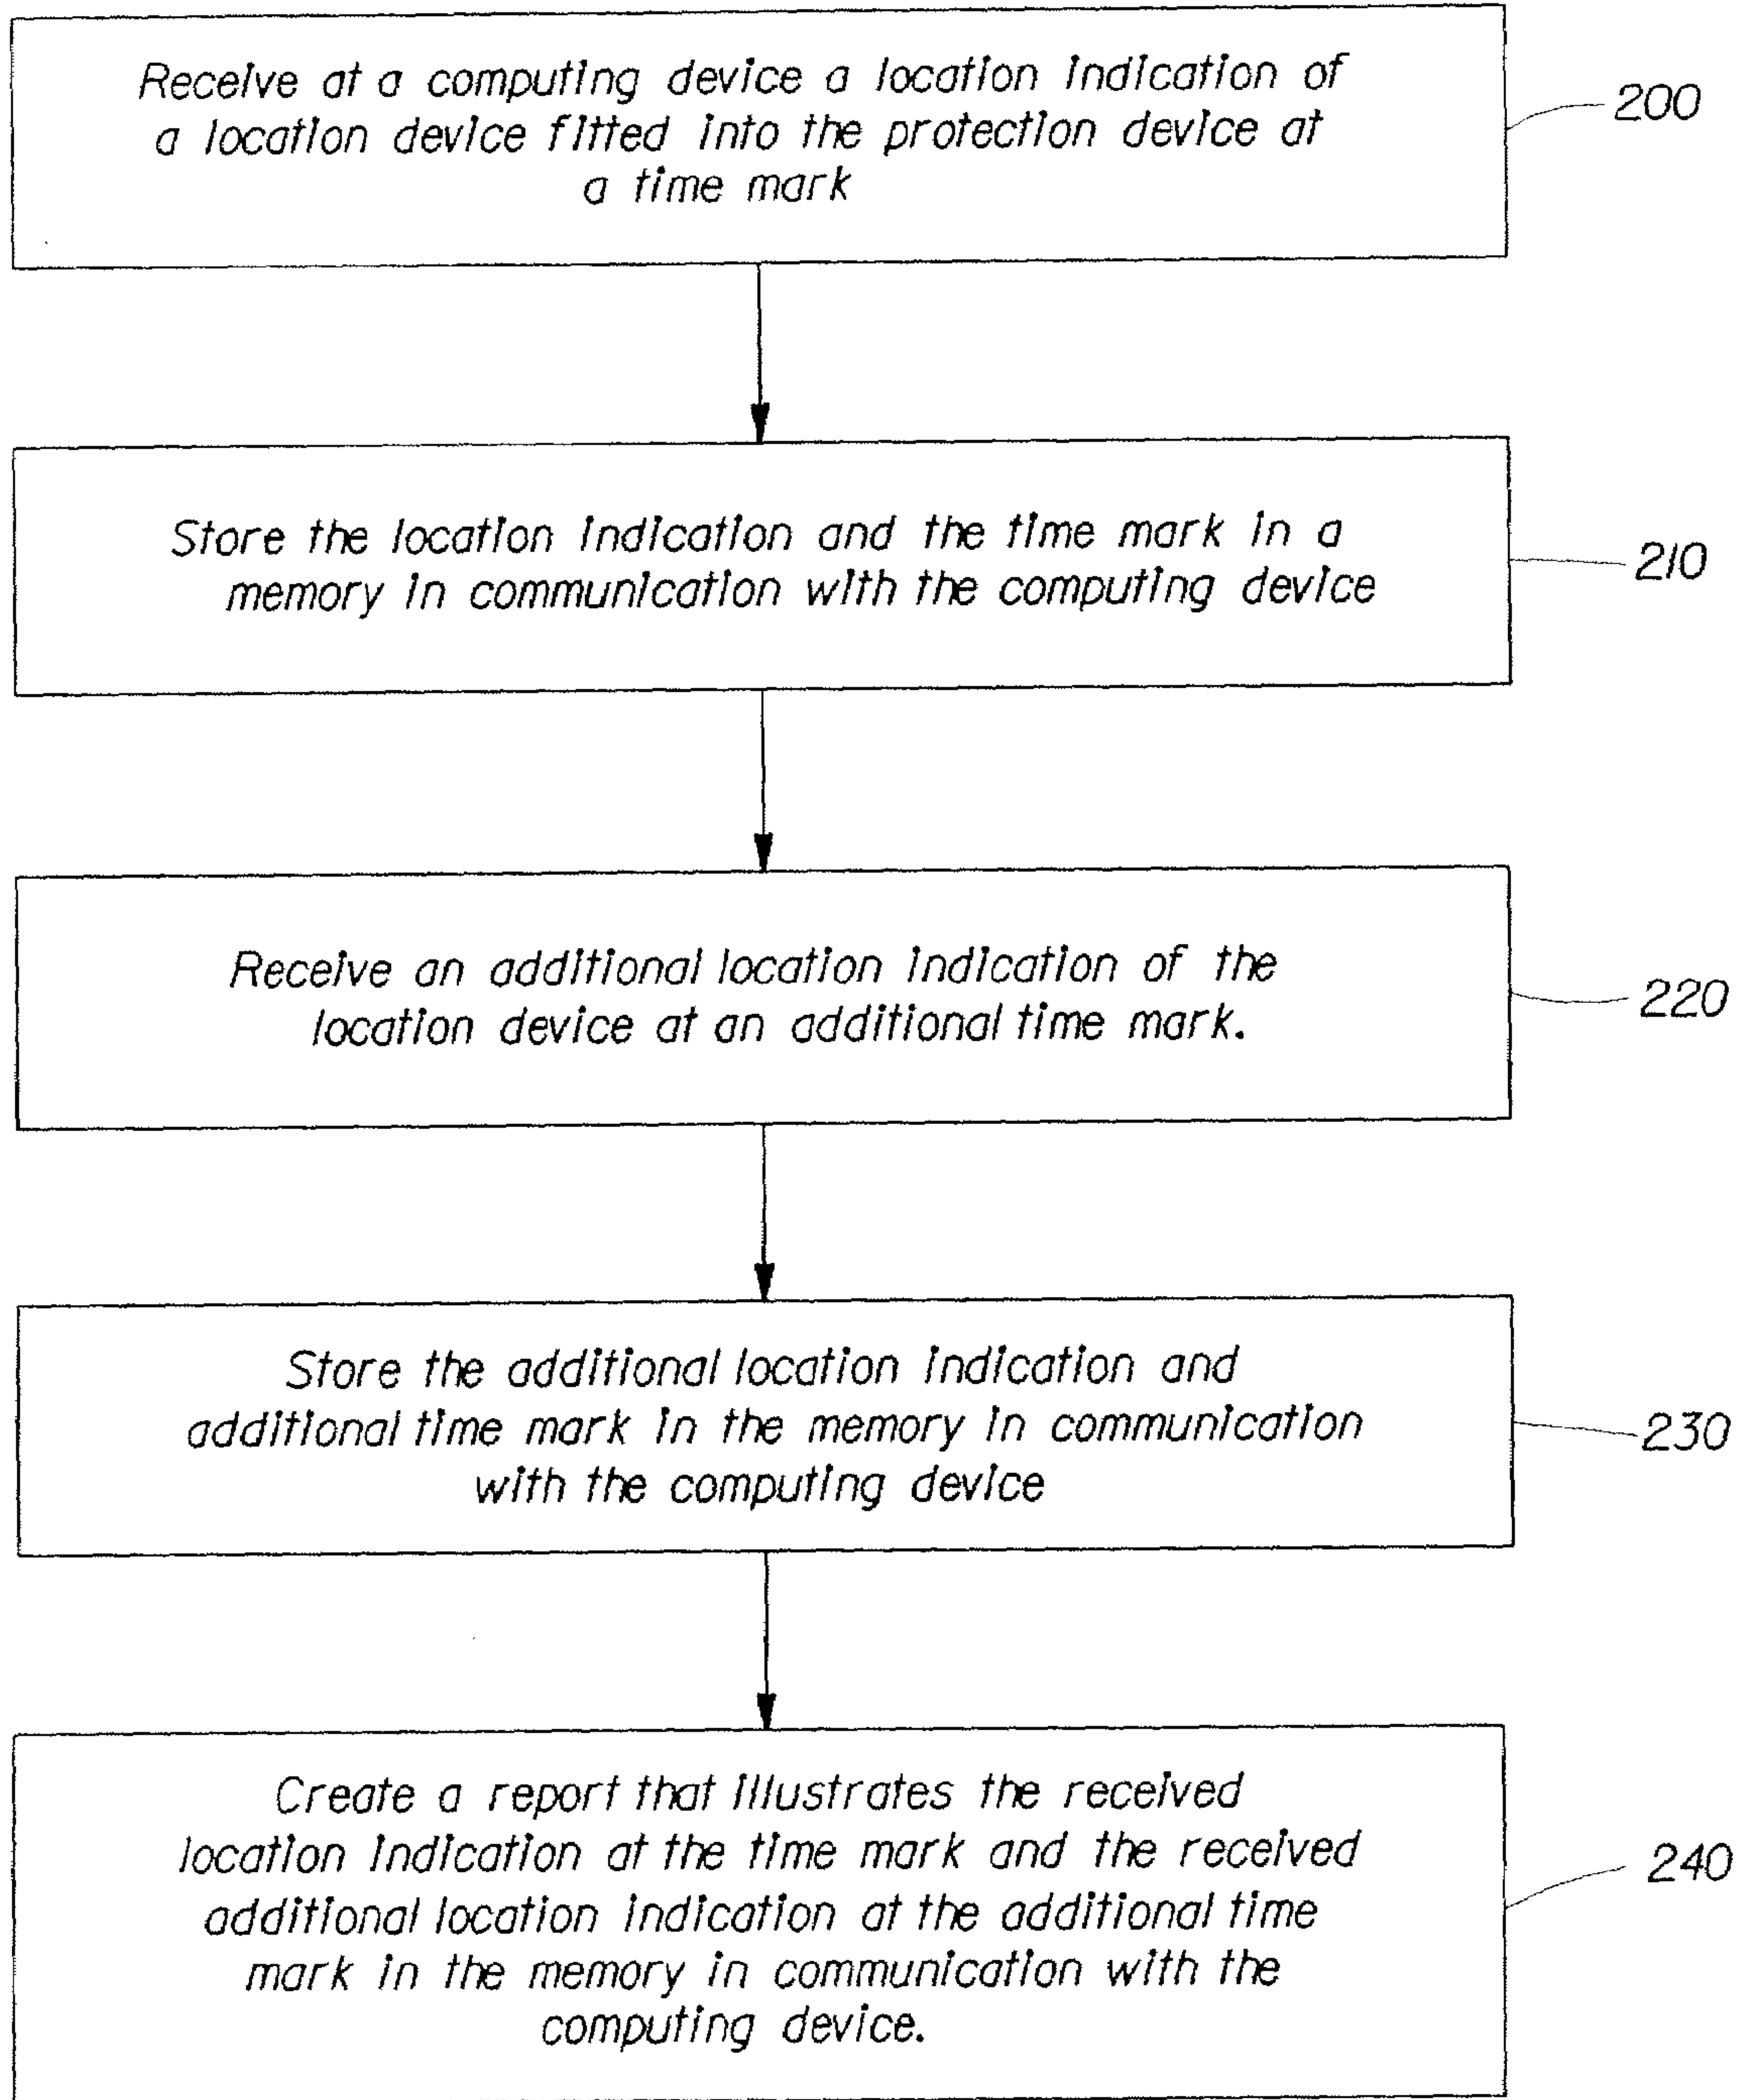 Receive at a computing device a location indication of
a location device fitted into the protection device at
a time mark
200
Store the location indication and the time mark in a
memory in communication with the computing device
210
Receive an additional location indication of the
location device at an additional time mark.
220
Store the additional location indication and
additional time mark in the memory in communication
with the computing device
230
Create a report that illustrates the received
location indication at the time mark and the received
additional location indication at the additional time
mark in the memory in communication with the
computing device.
240